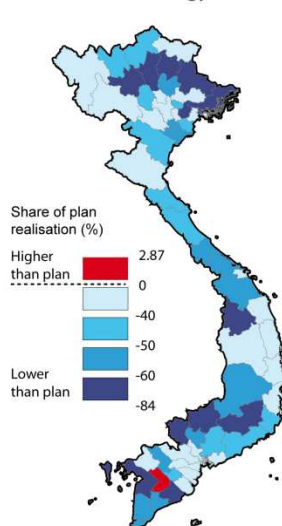 Share of plan
realisation (%)
Higher
than plan
2.87
0
-40
-50
Lower
than plan
-60
-84